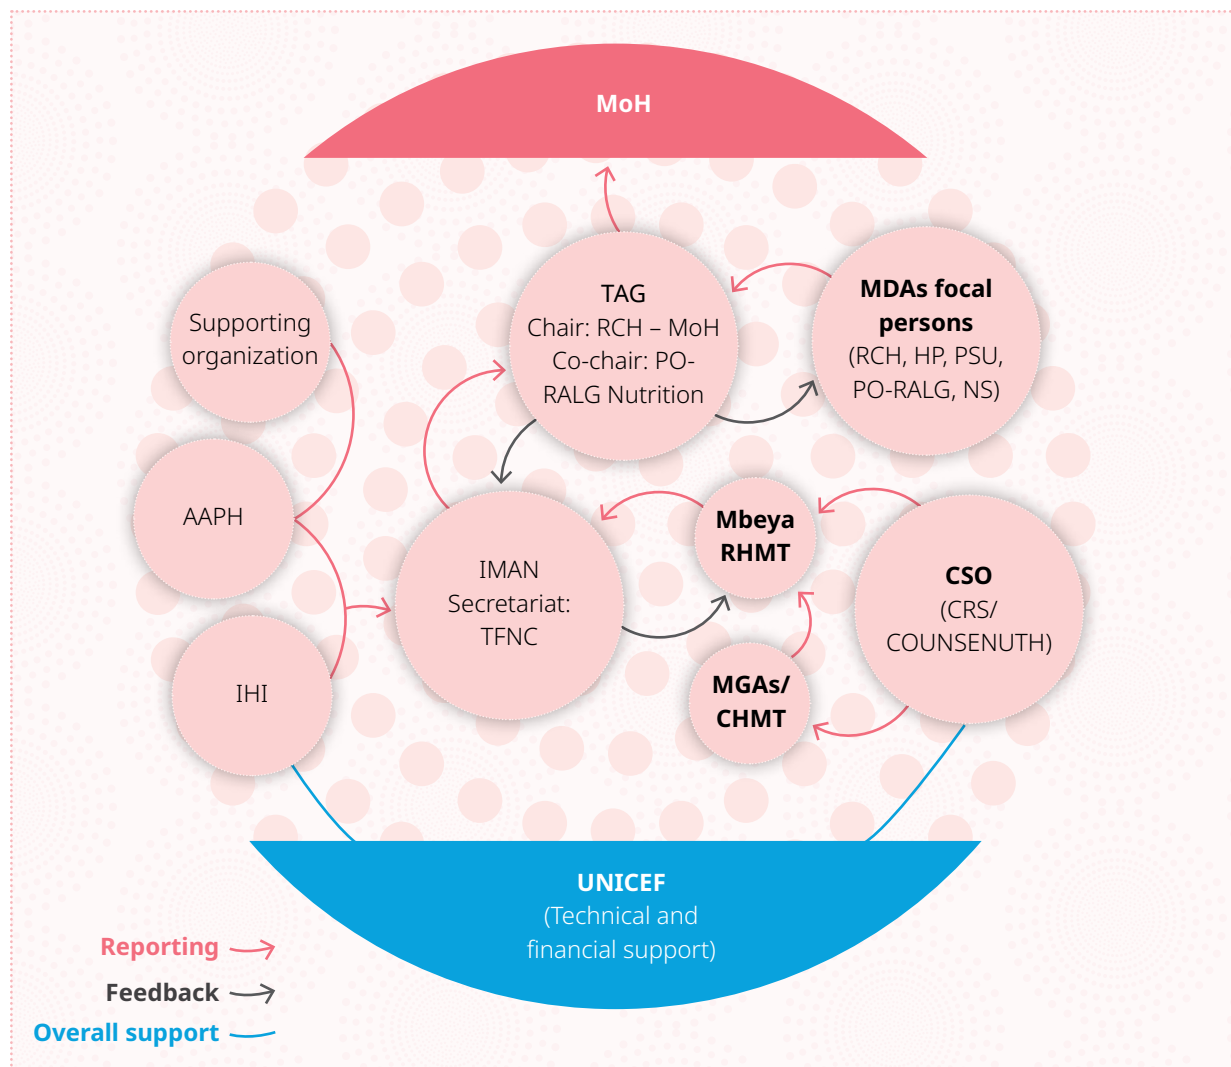 MoH
TAG
Chair: RCH – MoH
Co-chair: PO-
RALG Nutrition
MDAs focal
persons
(RCH, HP, PSU,
PO-RALG, NS)
Supporting
organization
AAPH
IHI
IMAN
Secretariat:
TFNC
Mbeya
RHMT
MGAs/
CHMT
CSO
(CRS/
COUNSENUTH)
UNICEF
(Technical and
financial support)
Reporting
Feedback
Overall support